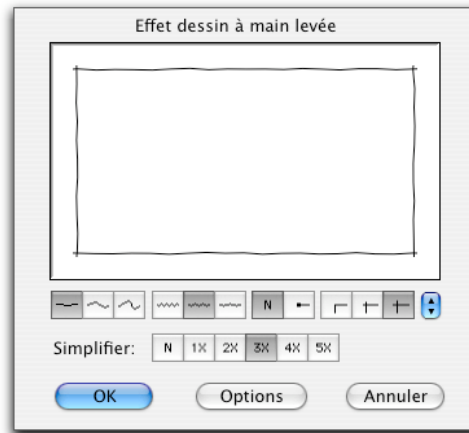 Effet dessin à main levée
N
Simplifier: N 1X 2X 3X 4X 5X
OK Options Annuler